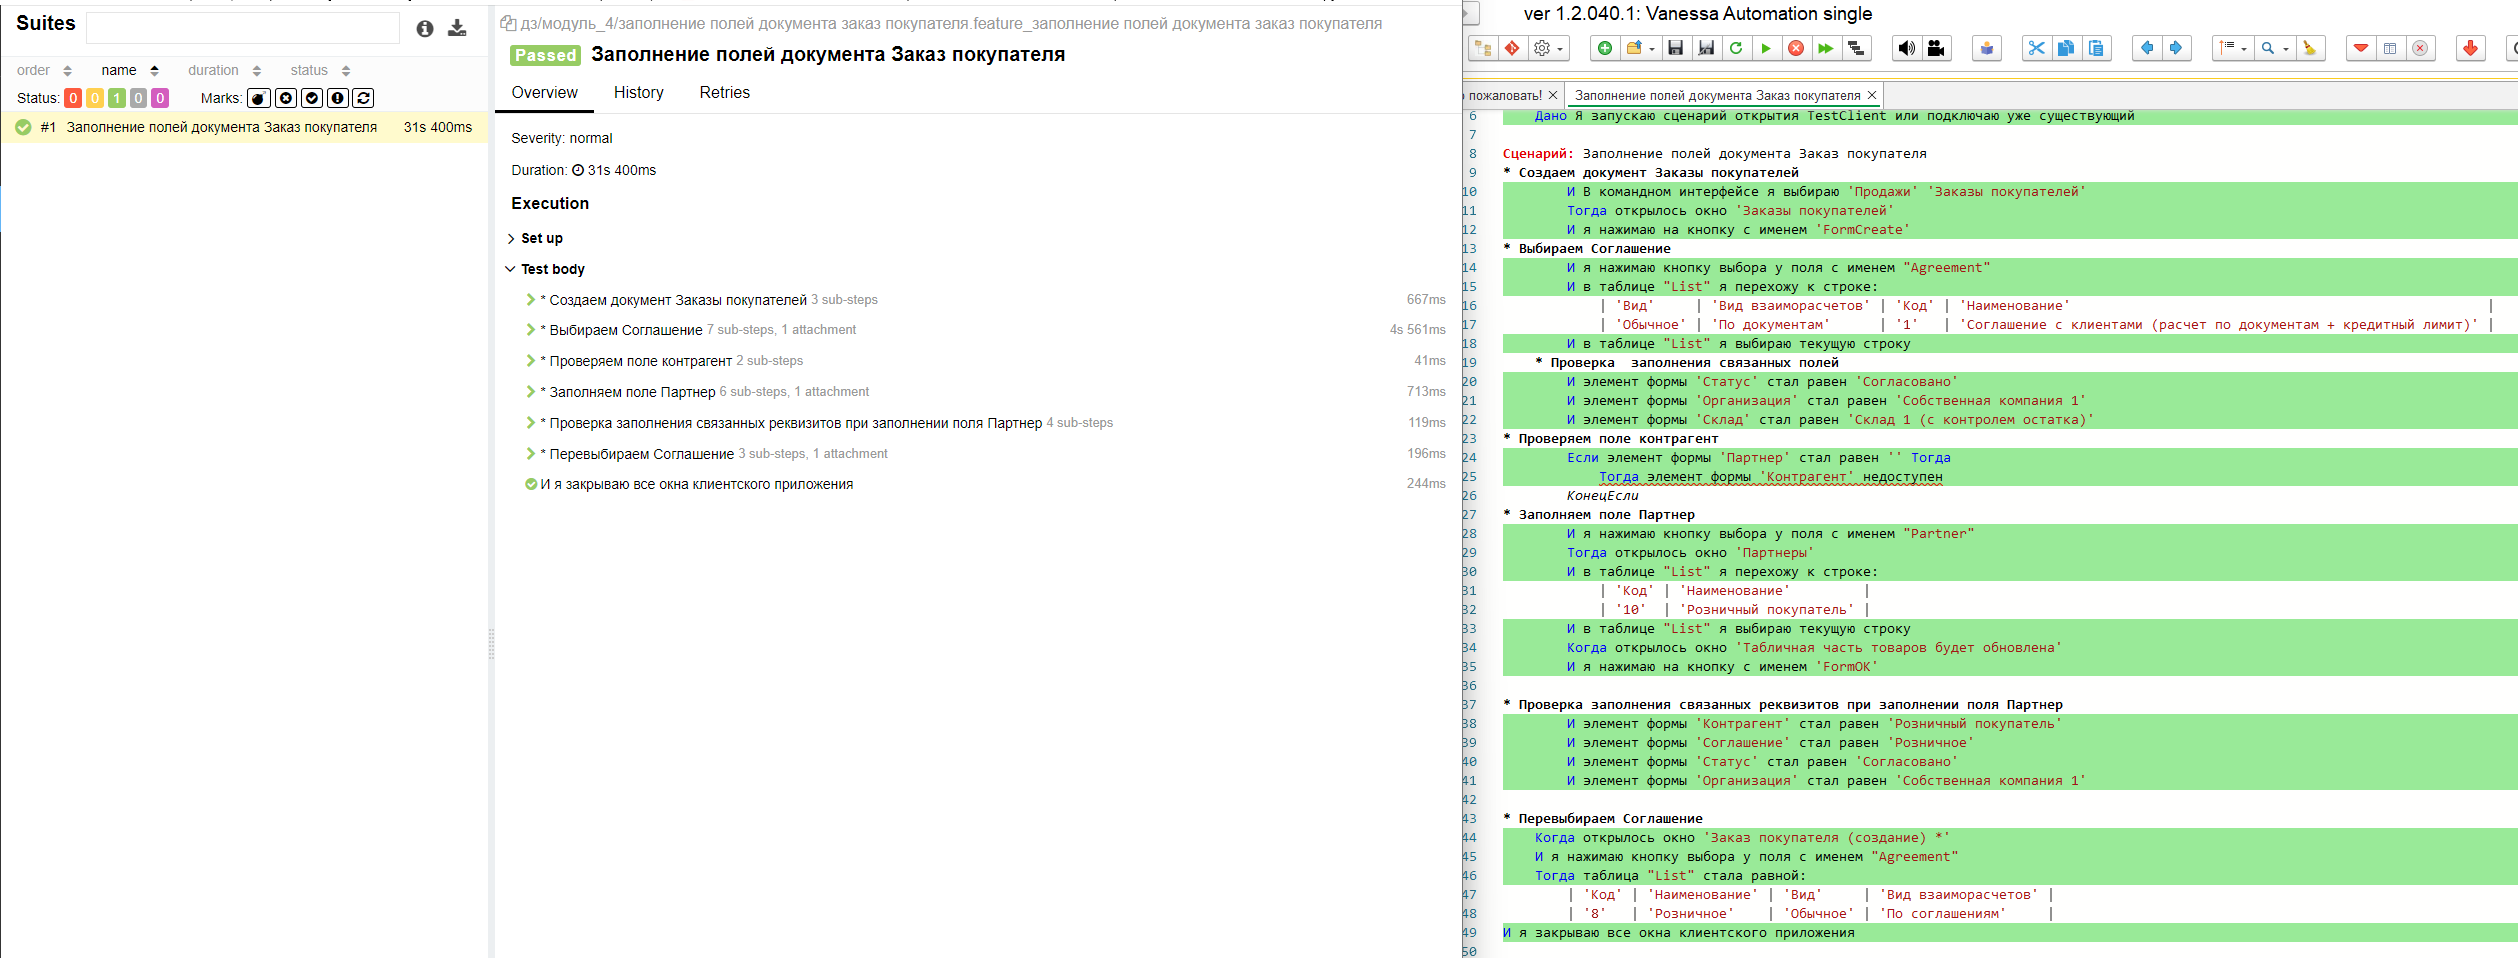 Suites
order name duration status
Status: 0 0 1 0 0 Marks:
#1 Заполнение полей документа Заказ покупателя 31s 400ms
дз/модуль_4/заполнение полей документа заказ покупателя.feature_заполнение полей документа заказ покупателя
Passed Заполнение полей документа Заказ покупателя
Overview History Retries
Severity: normal
Duration: 31s 400ms
Execution
Set up
Test body
* Создаем документ Заказы покупателей 3 sub-steps 667ms
* Выбираем Соглашение 7 sub-steps, 1 attachment 4s 561ms
* Проверяем поле контрагент 2 sub-steps 41ms
* Заполняем поле Партнер 6 sub-steps, 1 attachment 713ms
* Проверка заполнения связанных реквизитов при заполнении поля Партнер 4 sub-steps 119ms
* Перевыбираем Соглашение 3 sub-steps, 1 attachment 196ms
И я закрываю все окна клиентского приложения 244ms
ver 1.2.040.1: Vanessa Automation single
пожаловать! × Заполнение полей документа Заказ покупателя ×
6 Дано Я запускаю сценарий открытия TestClient или подключаю уже существующий
7
8 Сценарий: Заполнение полей документа Заказ покупателя
9 * Создаем документ Заказы покупателей
10 И В командном интерфейсе я выбираю 'Продажи' 'Заказы покупателей'
11 Тогда открылось окно 'Заказы покупателей'
12 И я нажимаю на кнопку с именем 'FormCreate'
13 * Выбираем Соглашение
14 И я нажимаю кнопку выбора у поля с именем "Agreement"
15 И в таблице "List" я перехожу к строке:
16 | 'Вид' | 'Вид взаиморасчетов' | 'Код' | 'Наименование' |
17 | 'Обычное' | 'По документам' | '1' | 'Соглашение с клиентами (расчет по документам + кредитный лимит)' |
18 И в таблице "List" я выбираю текущую строку
19 * Проверка  заполнения связанных полей
20 И элемент формы 'Статус' стал равен 'Согласовано'
21 И элемент формы 'Организация' стал равен 'Собственная компания 1'
22 И элемент формы 'Склад' стал равен 'Склад 1 (с контролем остатка)'
23 * Проверяем поле контрагент
24 Если элемент формы 'Партнер' стал равен '' Тогда
25 Тогда элемент формы 'Контрагент' недоступен
26 КонецЕсли
27 * Заполняем поле Партнер
28 И я нажимаю кнопку выбора у поля с именем "Partner"
29 Тогда открылось окно 'Партнеры'
30 И в таблице "List" я перехожу к строке:
31 | 'Код' | 'Наименование' |
32 | '10' | 'Розничный покупатель' |
33 И в таблице "List" я выбираю текущую строку
34 Когда открылось окно 'Табличная часть товаров будет обновлена'
35 И я нажимаю на кнопку с именем 'FormOK'
36
37 * Проверка заполнения связанных реквизитов при заполнении поля Партнер
38 И элемент формы 'Контрагент' стал равен 'Розничный покупатель'
39 И элемент формы 'Соглашение' стал равен 'Розничное'
40 И элемент формы 'Статус' стал равен 'Согласовано'
41 И элемент формы 'Организация' стал равен 'Собственная компания 1'
42
43 * Перевыбираем Соглашение
44 Когда открылось окно 'Заказ покупателя (создание) *'
45 И я нажимаю кнопку выбора у поля с именем "Agreement"
46 Тогда таблица "List" стала равной:
47 | 'Код' | 'Наименование' | 'Вид' | 'Вид взаиморасчетов' |
48 | '8' | 'Розничное' | 'Обычное' | 'По соглашениям' |
49 И я закрываю все окна клиентского приложения
50